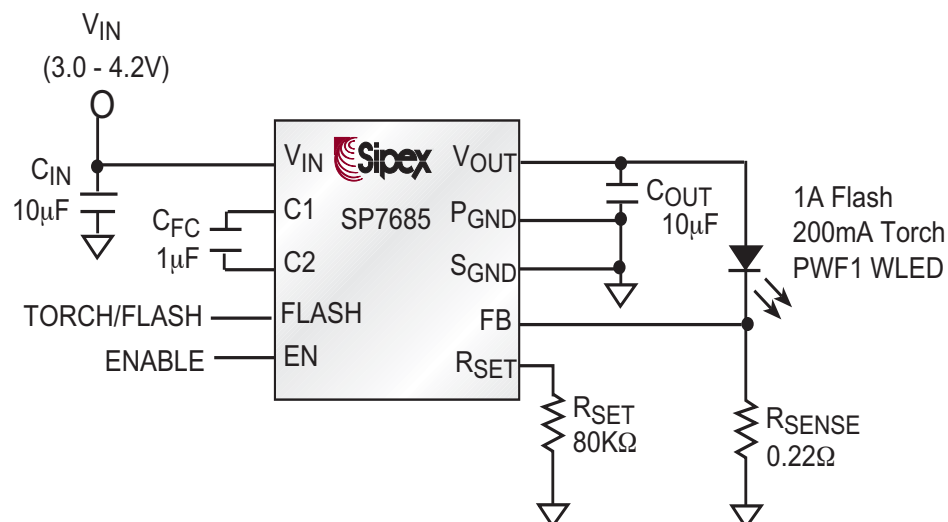 VIN
(3.0 - 4.2V)
CIN
10µF
CFC
1µF
TORCH/FLASH
ENABLE
VIN
C1
C2
FLASH
EN
Sipex
SP7685
VOUT
PGND
SGND
FB
RSET
COUT
10µF
1A Flash
200mA Torch
PWF1 WLED
RSET
80KΩ
RSENSE
0.22Ω